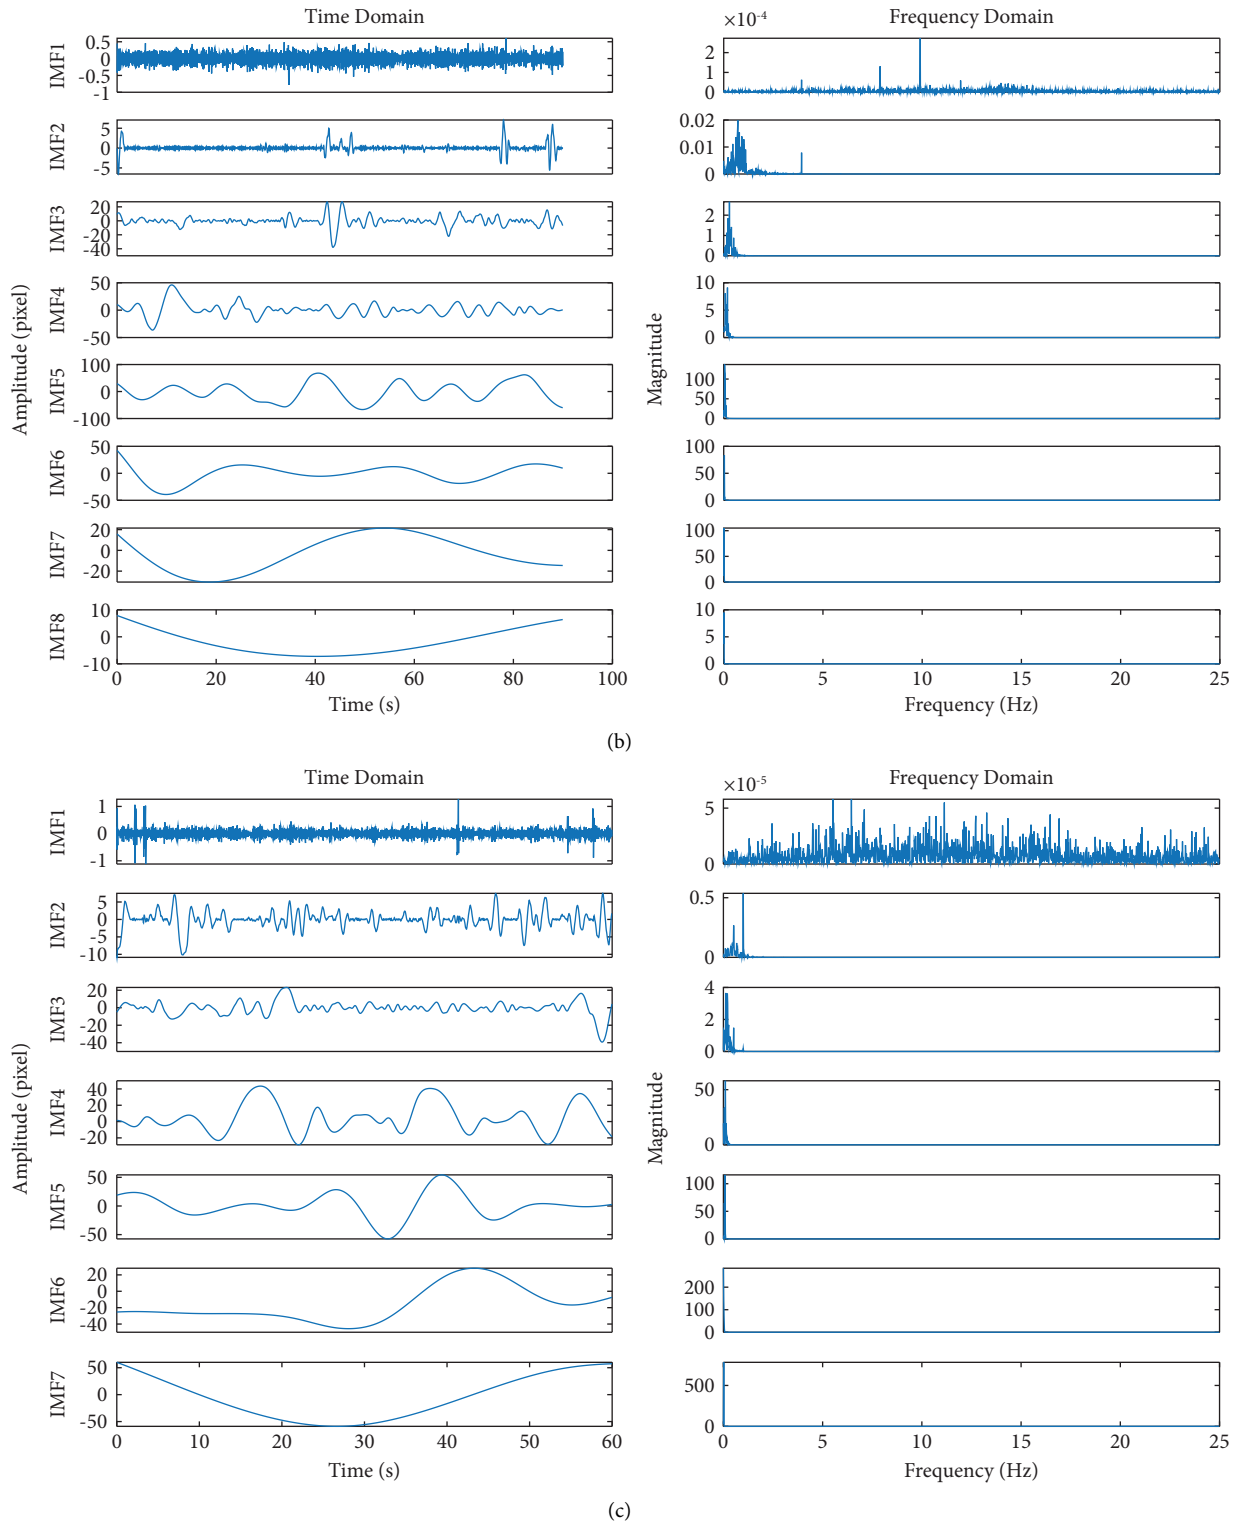 Time Domain
Frequency Domain
×10-4
Amplitude (pixel)
IMF1
0.5
0
-0.5
-1
2
1
0
IMF2
5
0
-5
0.02
0.01
0
IMF3
20
0
-20
-40
2
1
0
IMF4
50
0
-50
10
5
0
IMF5
100
0
-100
Magnitude
100
50
0
IMF6
50
0
-50
100
50
0
IMF7
20
0
-20
100
50
0
IMF8
10
0
-10
10
5
0
0 20 40 60 80 100
0 5 10 15 20 25
Time (s)
Frequency (Hz)
(b)
Time Domain
Frequency Domain
×10-5
Amplitude (pixel)
IMF1
1
0
-1
5
0
IMF2
5
0
-5
-10
0.5
0
IMF3
20
0
-20
-40
4
2
0
IMF4
40
20
0
-20
Magnitude
50
0
IMF5
50
0
-50
100
50
0
IMF6
20
0
-20
-40
200
100
0
IMF7
50
0
-50
500
0
0 10 20 30 40 50 60
0 5 10 15 20 25
Time (s)
Frequency (Hz)
(c)